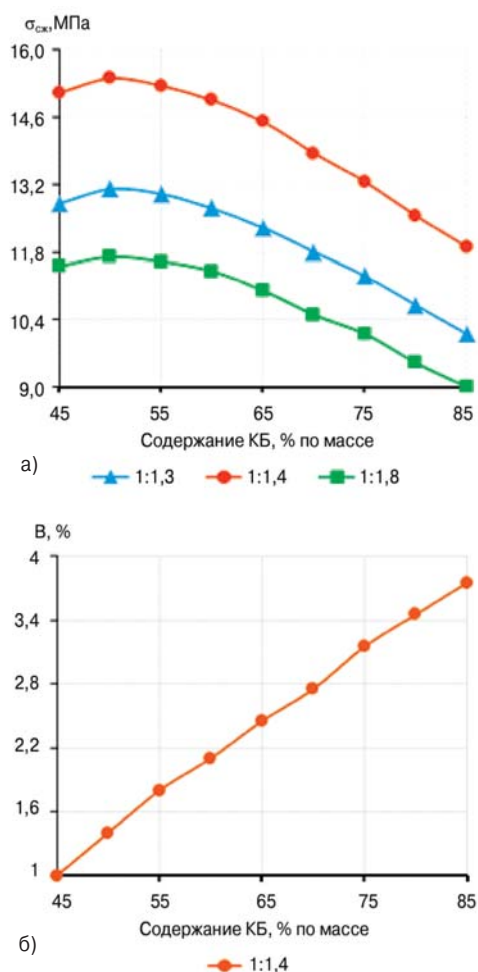 σсж,МПа
16,0
14,6
13,2
11,8
10,4
9,0
45 55 65 75 85
Содержание КБ, % по массе
а)
1:1,3 1:1,4 1:1,8
В, %
4
3,4
2,8
2,2
1,6
1
45 55 65 75 85
Содержание КБ, % по массе
б)
1:1,4